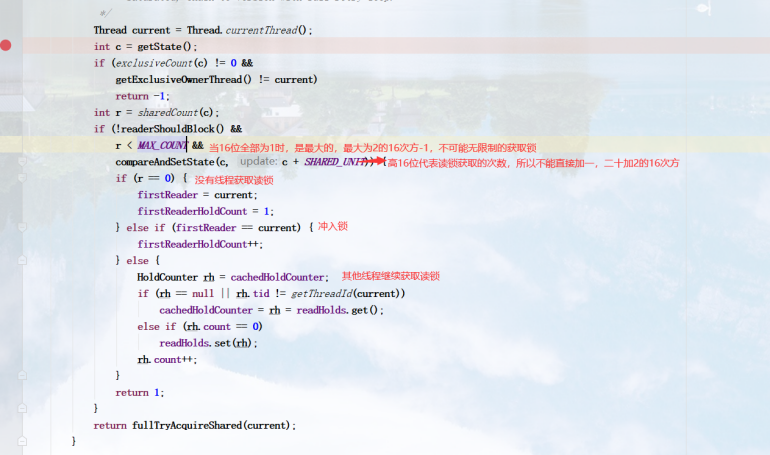 */
Thread current = Thread.currentThread();
int c = getState();
if (exclusiveCount(c) != 0 &&
getExclusiveOwnerThread() != current)
return -1;
int r = sharedCount(c);
if (!readerShouldBlock() &&
r < MAX_COUNT && 当16位全部为1时，是最大的，最大为2的16次方-1，不可能无限制的获取锁
compareAndSetState(c, update: c + SHARED_UNIT)) { 高16位代表读锁获取的次数，所以不能直接加一，二十加2的16次方
if (r == 0) { 没有线程获取读锁
firstReader = current;
firstReaderHoldCount = 1;
} else if (firstReader == current) { 冲入锁
firstReaderHoldCount++;
} else {
HoldCounter rh = cachedHoldCounter; 其他线程继续获取读锁
if (rh == null || rh.tid != getThreadId(current))
cachedHoldCounter = rh = readHolds.get();
else if (rh.count == 0)
readHolds.set(rh);
rh.count++;
}
return 1;
}
return fullTryAcquireShared(current);
}